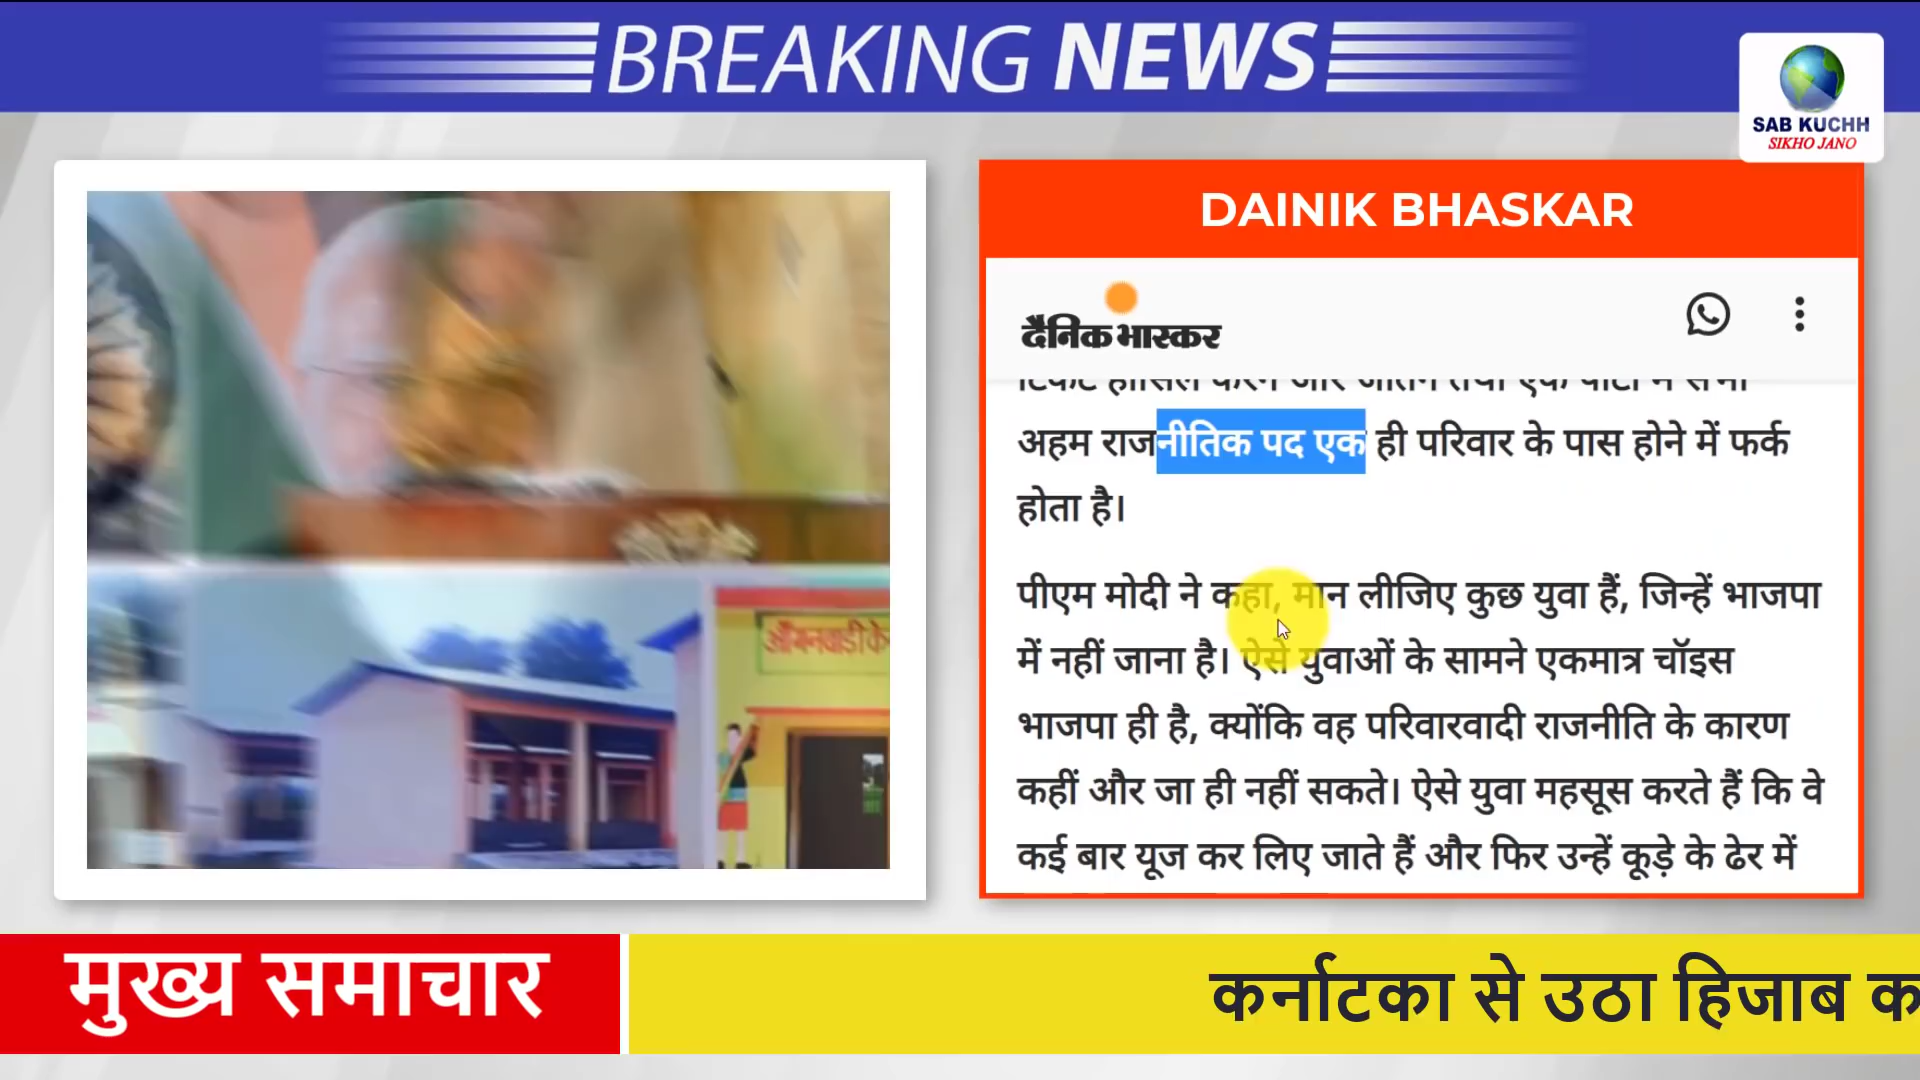 BREAKING NEWS
SAB KUCHH
SIKHO JANO
DAINIK BHASKAR
दैनिक भास्कर
अहम राजनीतिक पद एक ही परिवार के पास होने में फर्क
होता है।
पीएम मोदी ने कहा, मान लीजिए कुछ युवा हैं, जिन्हें भाजपा
में नहीं जाना है। ऐसे युवाओं के सामने एकमात्र चॉइस
भाजपा ही है, क्योंकि वह परिवारवादी राजनीति के कारण
कहीं और जा ही नहीं सकते। ऐसे युवा महसूस करते हैं कि वे
कई बार यूज कर लिए जाते हैं और फिर उन्हें कूड़े के ढेर में
मुख्य समाचार
कर्नाटका से उठा हिजाब क